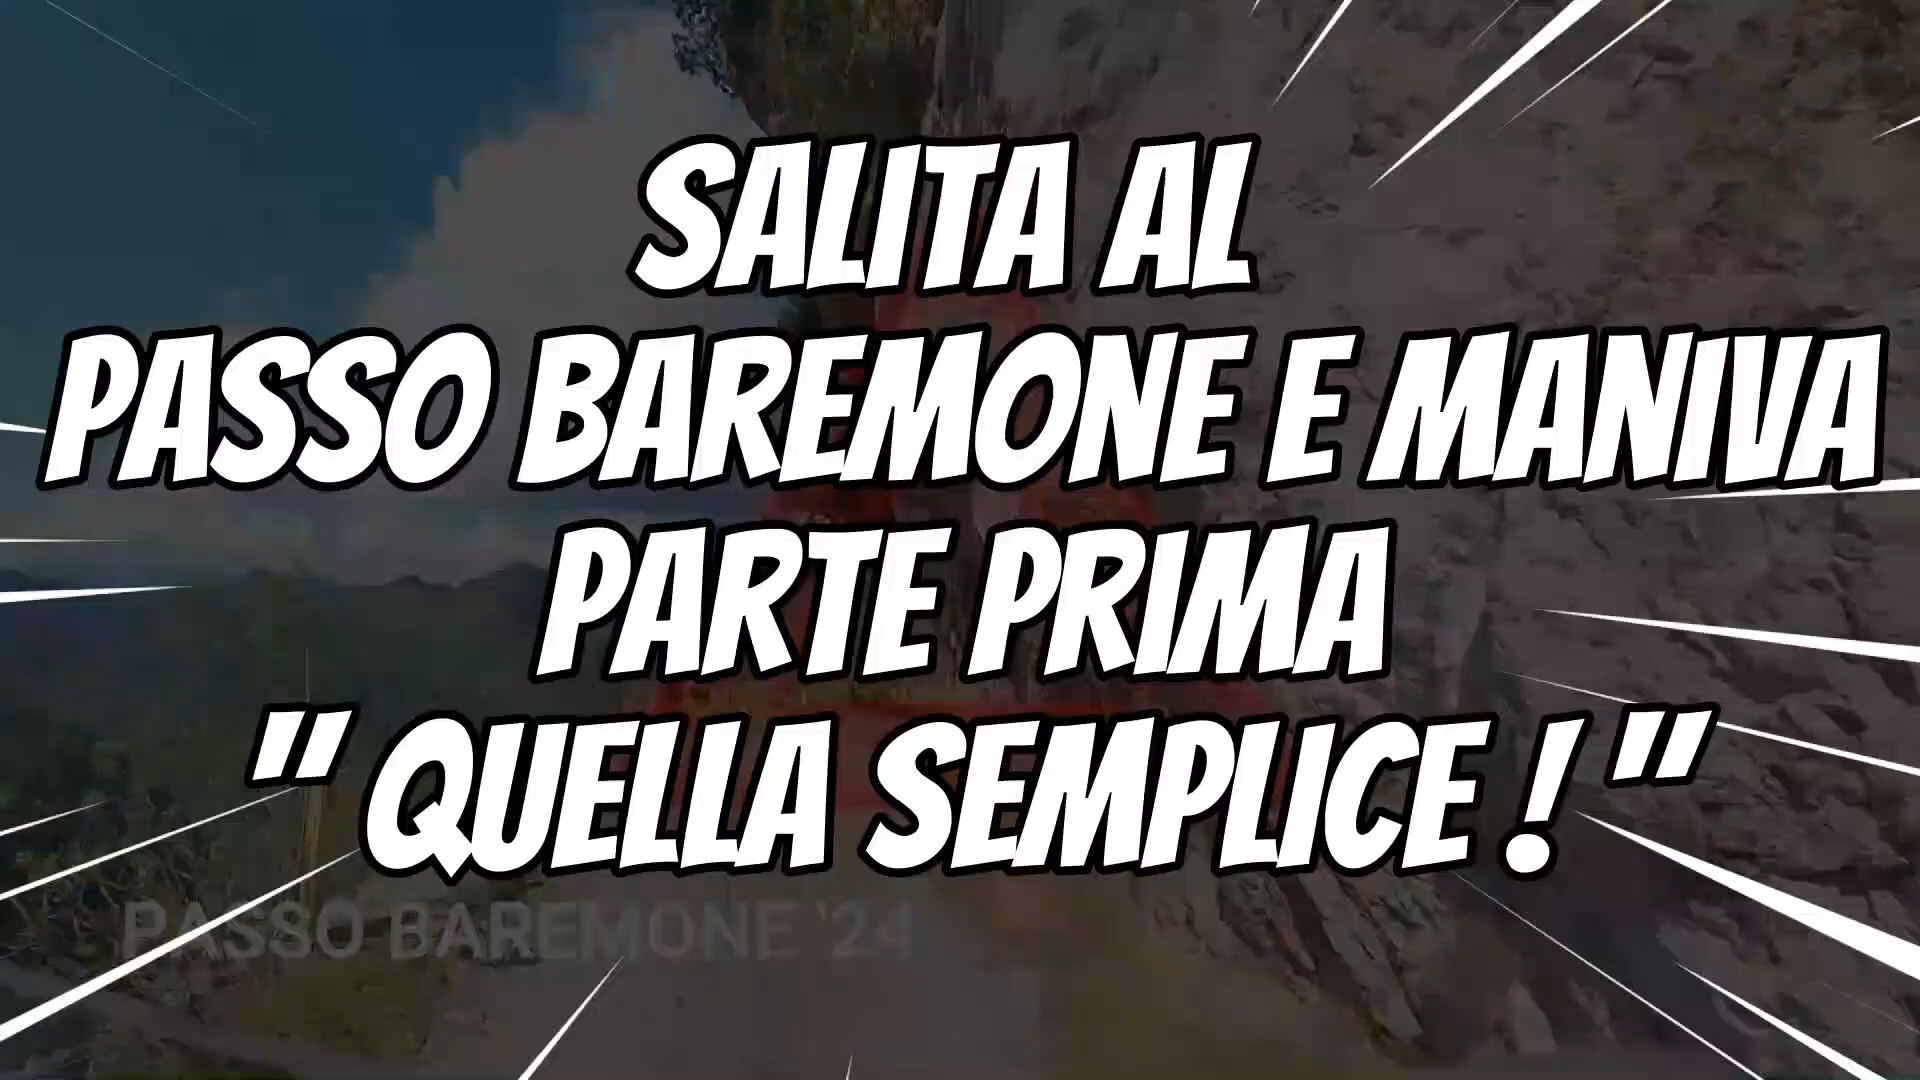 SALITA AL
PASSO BAREMONE E MANIVA
PARTE PRIMA
" QUELLA SEMPLICE ! "
PASSO BAREMONE '24